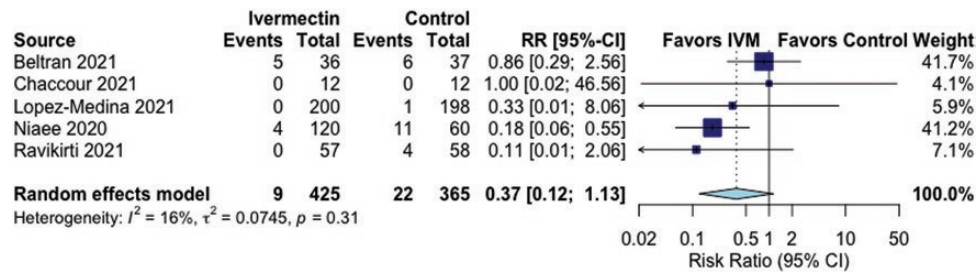 Ivermectin Control
Source Events Total Events Total RR [95%-CI] Favors IVM Favors Control Weight
Beltran 2021 5 36 6 37 0.86 [0.29; 2.56] 41.7%
Chaccour 2021 0 12 0 12 1.00 [0.02; 46.56] 4.1%
Lopez-Medina 2021 0 200 1 198 0.33 [0.01; 8.06] 5.9%
Niaee 2020 4 120 11 60 0.18 [0.06; 0.55] 41.2%
Ravikirti 2021 0 57 4 58 0.11 [0.01; 2.06] 7.1%
Random effects model 9 425 22 365 0.37 [0.12; 1.13] 100.0%
Heterogeneity: I² = 16%, τ² = 0.0745, p = 0.31
0.02 0.1 0.5 1 2 10 50
Risk Ratio (95% CI)